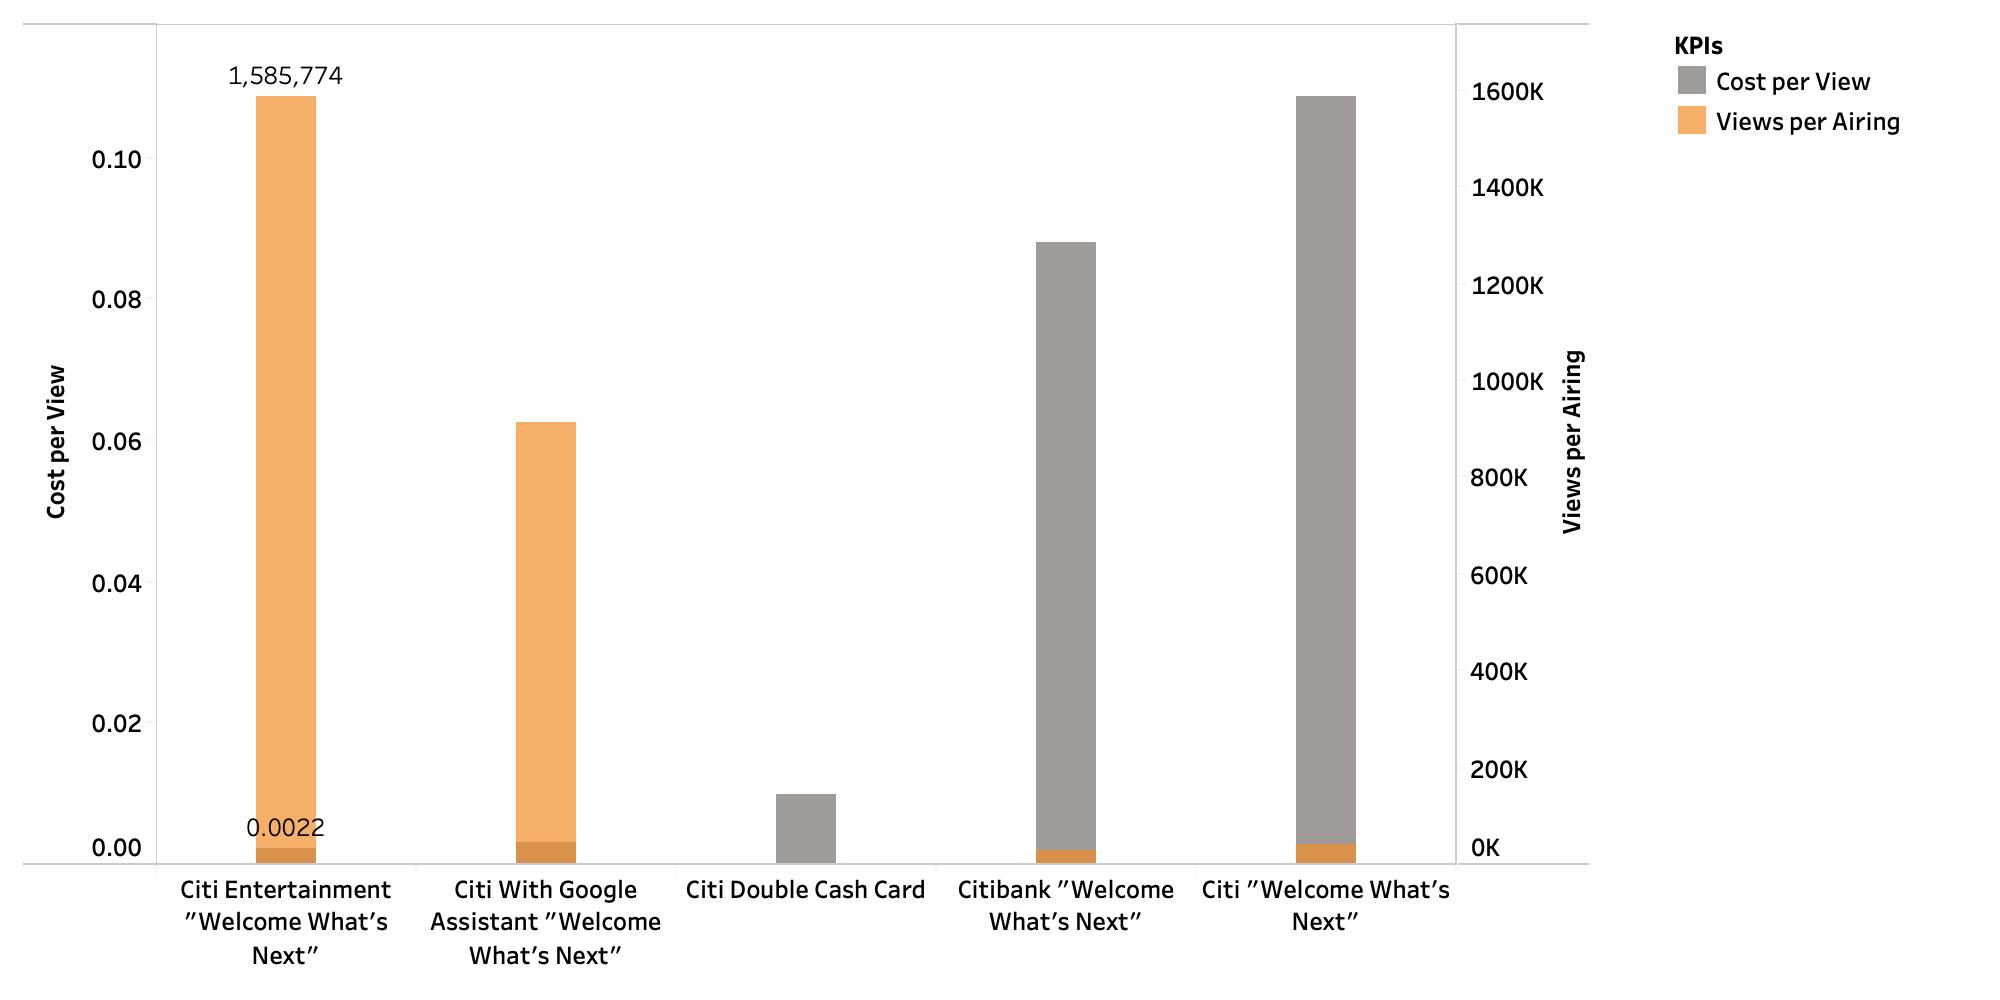 KPIs
Cost per View
Views per Airing
1,585,774
0.0022
Cost per View
0.10
0.08
0.06
0.04
0.02
0.00
1600K
1400K
1200K
1000K
800K
600K
400K
200K
0K
Views per Airing
Citi Entertainment
"Welcome What's
Next"
Citi With Google
Assistant "Welcome
What's Next"
Citi Double Cash Card
Citibank "Welcome
What's Next"
Citi "Welcome What's
Next"